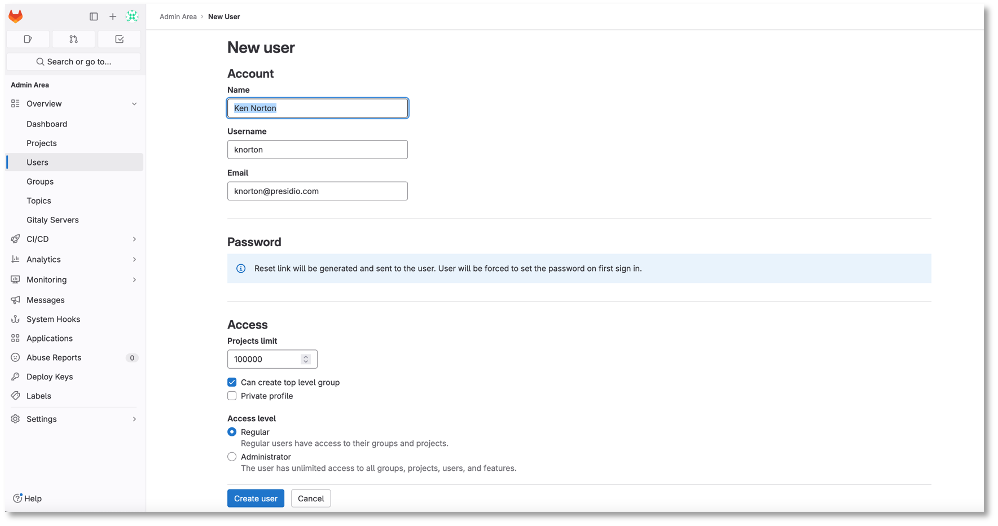 Admin Area › New User
Search or go to...
Admin Area
Overview
Dashboard
Projects
Users
Groups
Topics
Gitaly Servers
CI/CD
Analytics
Monitoring
Messages
System Hooks
Applications
Abuse Reports 0
Deploy Keys
Labels
Settings
Help
New user
Account
Name
Ken Norton
Username
knorton
Email
knorton@presidio.com
Password
Reset link will be generated and sent to the user. User will be forced to set the password on first sign in.
Access
Projects limit
100000
Can create top level group
Private profile
Access level
Regular
Regular users have access to their groups and projects.
Administrator
The user has unlimited access to all groups, projects, users, and features.
Create user Cancel